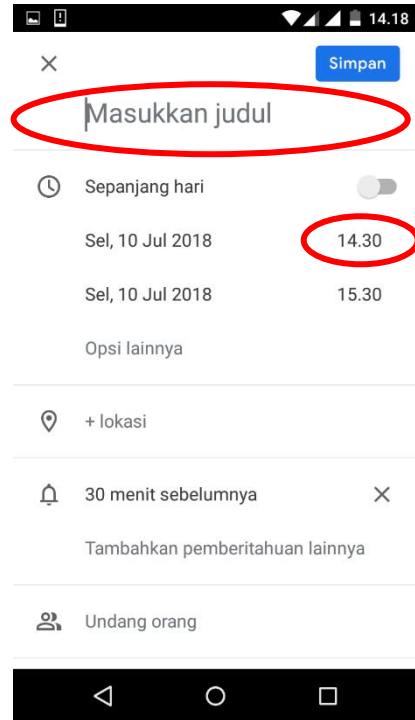 14.18
Simpan
Masukkan judul
Sepanjang hari
Sel, 10 Jul 2018 14.30
Sel, 10 Jul 2018 15.30
Opsi lainnya
+ lokasi
30 menit sebelumnya
Tambahkan pemberitahuan lainnya
Undang orang